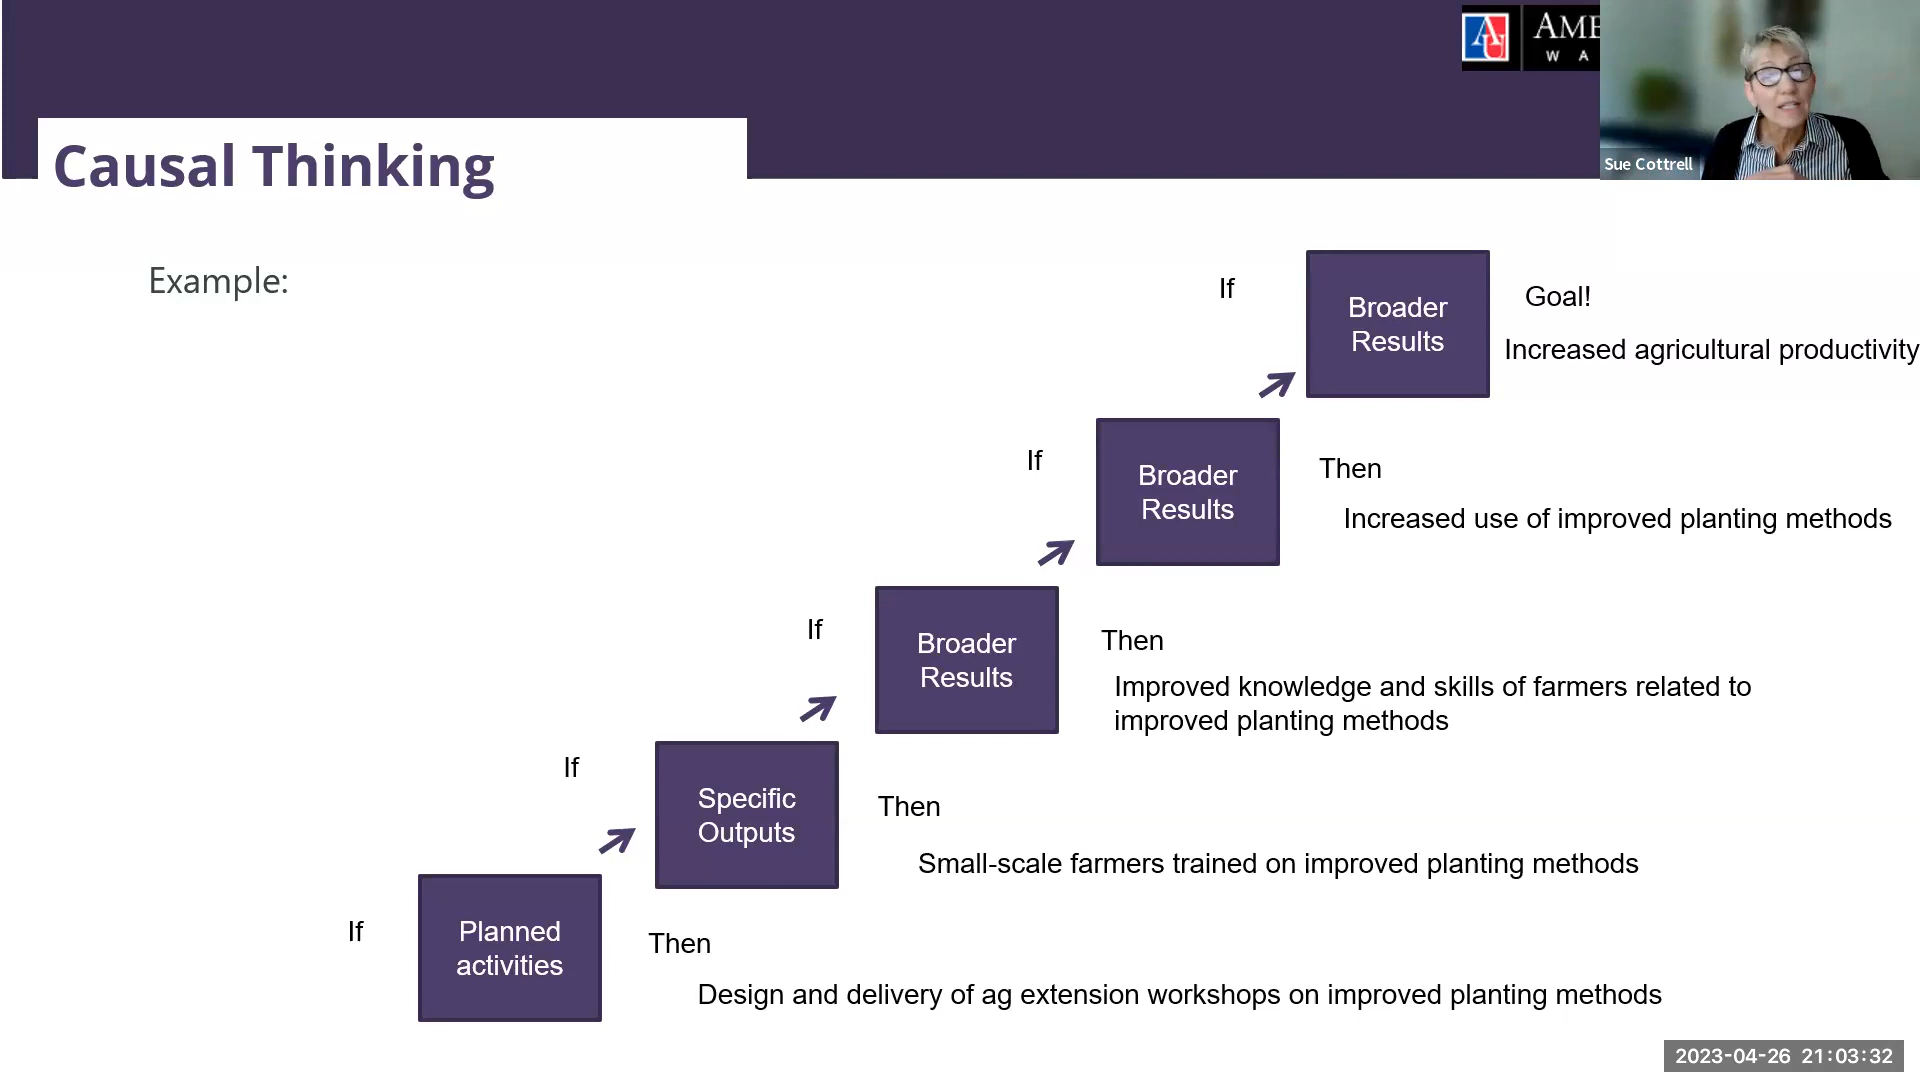 AU
AME
WA
Sue Cottrell
Causal Thinking
Example:
If
Broader
Results
Goal!
Increased agricultural productivity
If
Broader
Results
Then
Increased use of improved planting methods
If
Broader
Results
Then
Improved knowledge and skills of farmers related to
improved planting methods
If
Specific
Outputs
Then
Small-scale farmers trained on improved planting methods
If
Planned
activities
Then
Design and delivery of ag extension workshops on improved planting methods
2023-04-26 21:03:32